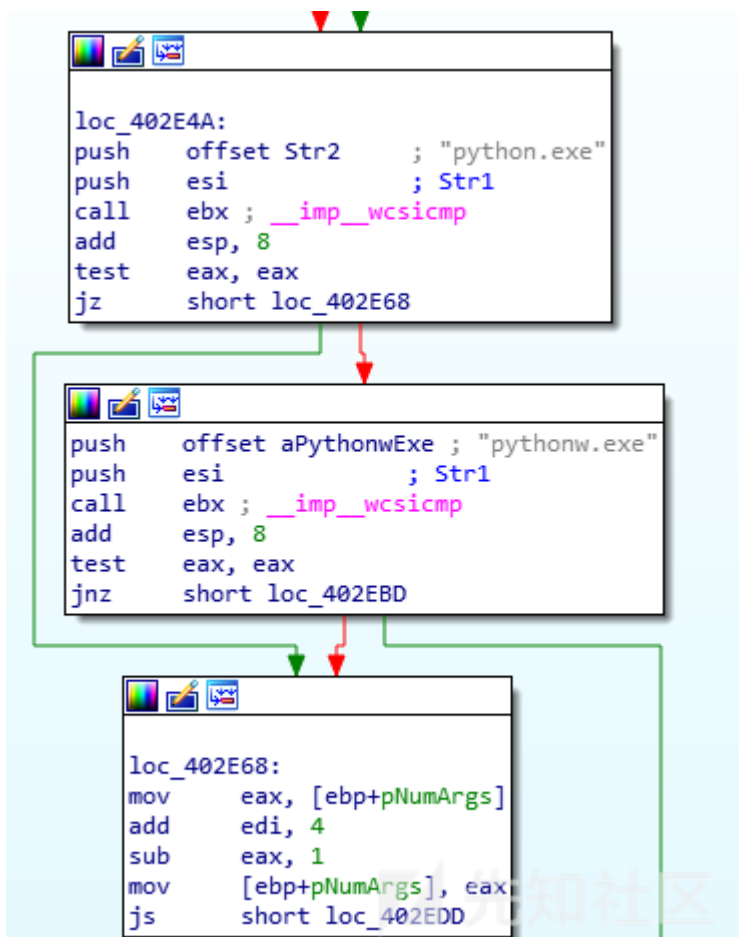 loc_402E4A:
push offset Str2 ; "python.exe"
push esi ; Str1
call ebx ; __imp__wcsicmp
add esp, 8
test eax, eax
jz short loc_402E68
push offset aPythonwExe ; "pythonw.exe"
push esi ; Str1
call ebx ; __imp__wcsicmp
add esp, 8
test eax, eax
jnz short loc_402EBD
loc_402E68:
mov eax, [ebp+pNumArgs]
add edi, 4
sub eax, 1
mov [ebp+pNumArgs], eax
js short loc_402EDD
先知社区